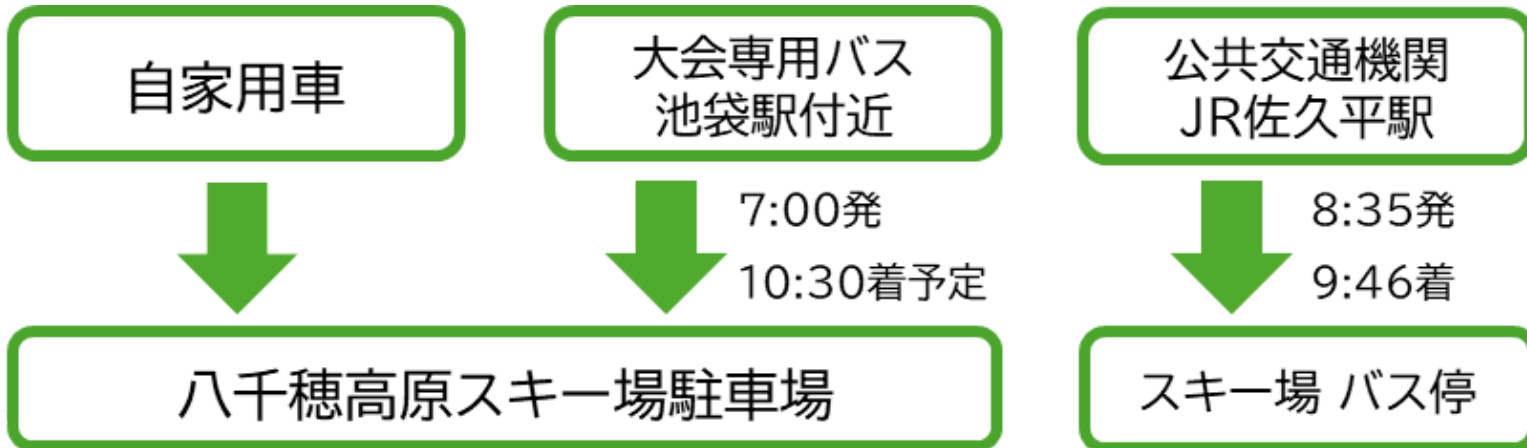 自家用車
大会専用バス
池袋駅付近
公共交通機関
JR佐久平駅
7:00発
10:30着予定
8:35発
9:46着
八千穂高原スキー場駐車場
スキー場 バス停